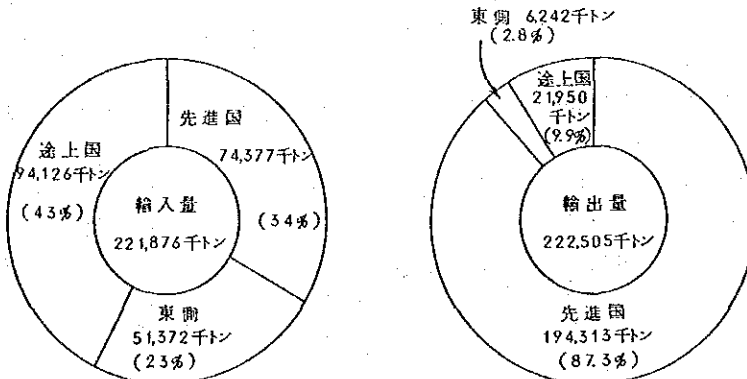 先進国
74,377千トン
(34%)
途上国
94,126千トン
(43%)
輸入量
221,876千トン
東側
51,372千トン
(23%)
東側 6,242千トン
(2.8%)
途上国
21,950
千トン
(9.9%)
輸出量
222,505千トン
先進国
194,313千トン
(87.3%)